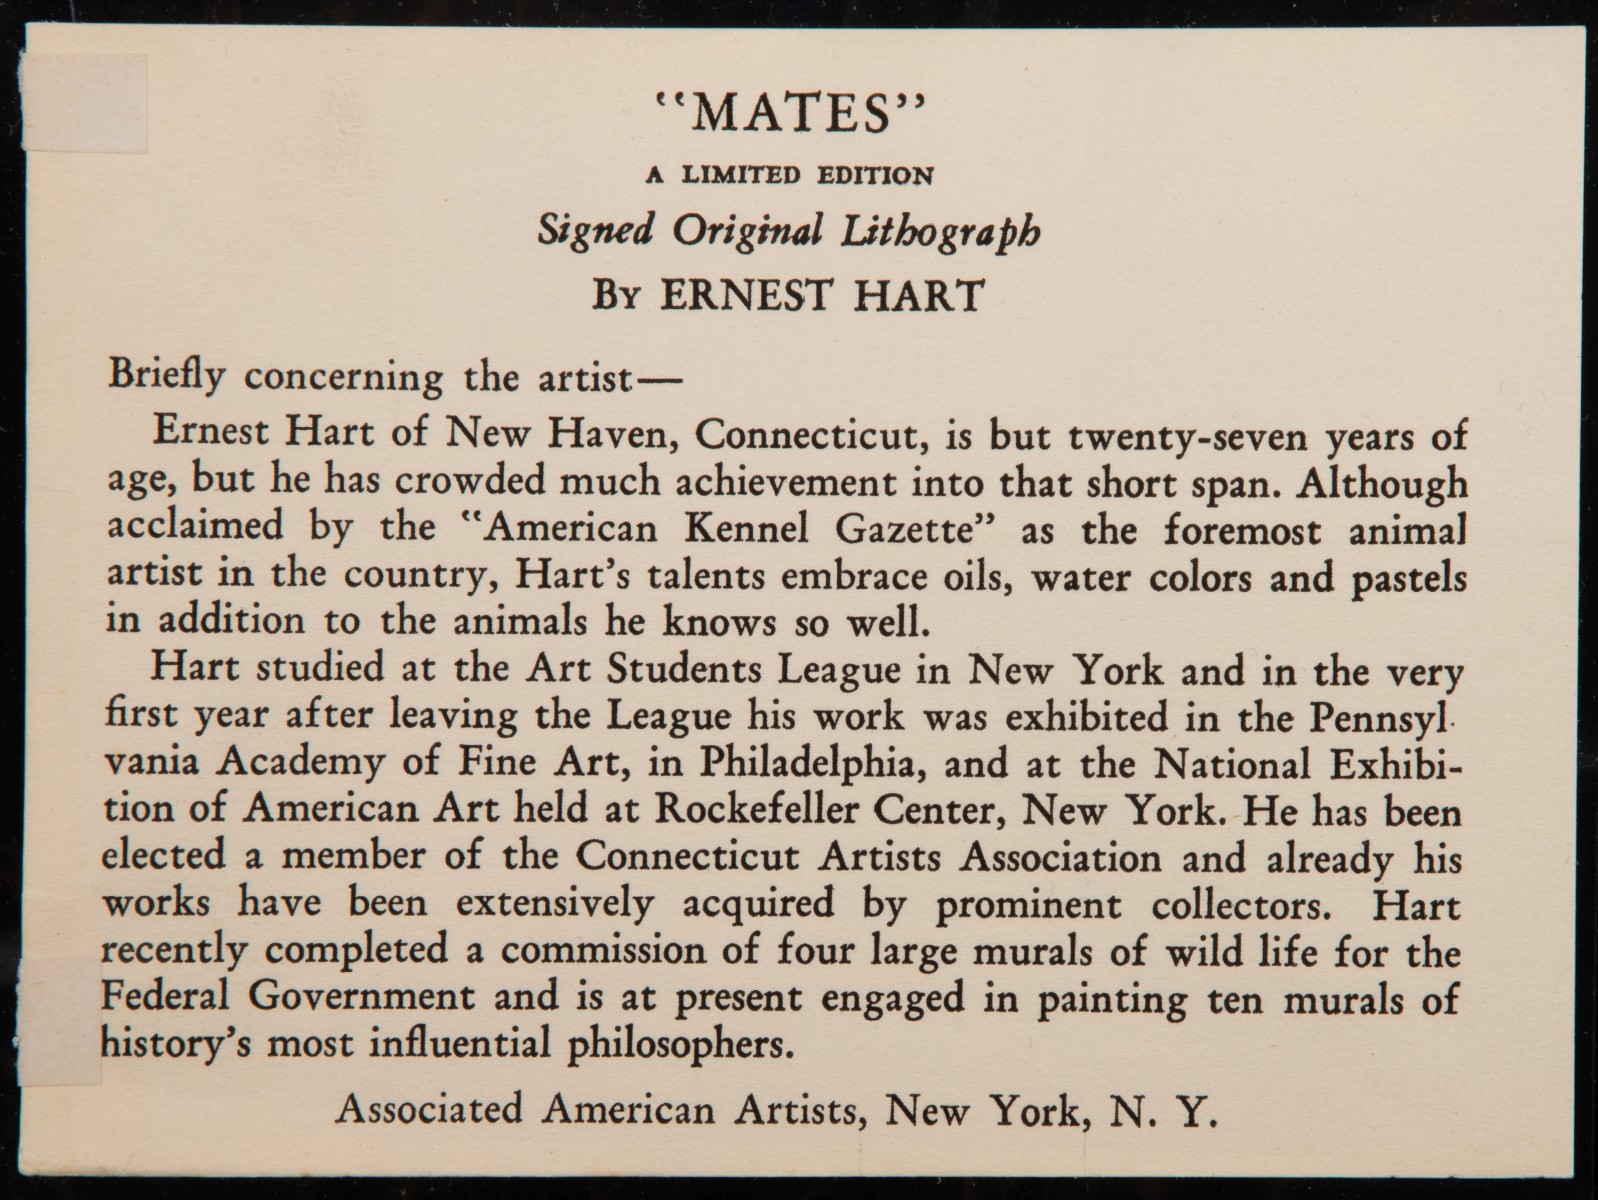 "MATES"
A LIMITED EDITION
Signed Original Lithograph
By ERNEST HART
Briefly concerning the artist—
Ernest Hart of New Haven, Connecticut, is but twenty-seven years of
age, but he has crowded much achievement into that short span. Although
acclaimed by the "American Kennel Gazette" as the foremost animal
artist in the country, Hart's talents embrace oils, water colors and pastels
in addition to the animals he knows so well.
Hart studied at the Art Students League in New York and in the very
first year after leaving the League his work was exhibited in the Pennsyl-
vania Academy of Fine Art, in Philadelphia, and at the National Exhibi-
tion of American Art held at Rockefeller Center, New York. He has been
elected a member of the Connecticut Artists Association and already his
works have been extensively acquired by prominent collectors. Hart
recently completed a commission of four large murals of wild life for the
Federal Government and is at present engaged in painting ten murals of
history's most influential philosophers.
Associated American Artists, New York, N. Y.